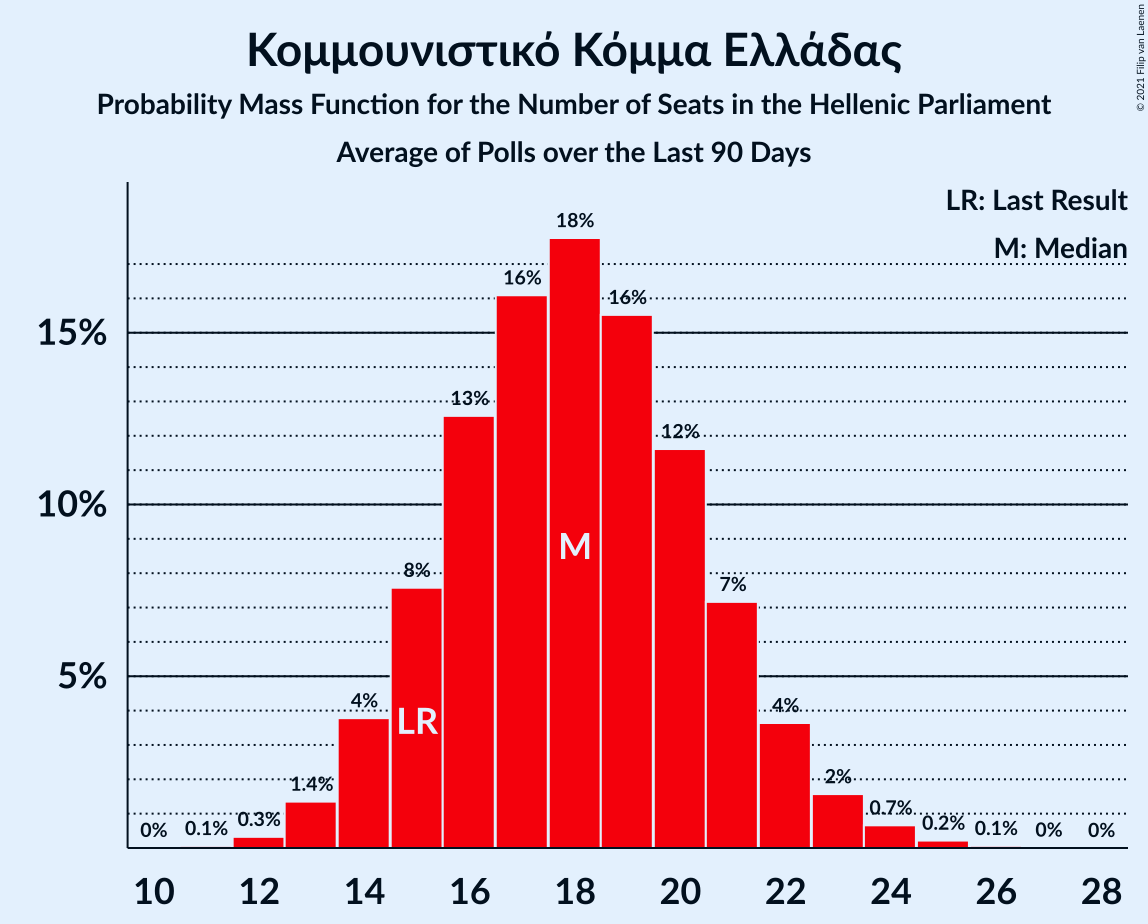 Κομμουνιστικό Κόμμα Ελλάδας
Probability Mass Function for the Number of Seats in the Hellenic Parliament
Average of Polls over the Last 90 Days
© 2021 Filip van Laenen
LR: Last Result
M: Median
18%
16%
16%
15%
13%
12%
10%
M
8%
7%
5%
4%
LR
4%
1.4%
2%
0%
0.1%
0.3%
0.7%
0.2%
0.1%
0%
0%
10 12 14 16 18 20 22 24 26 28